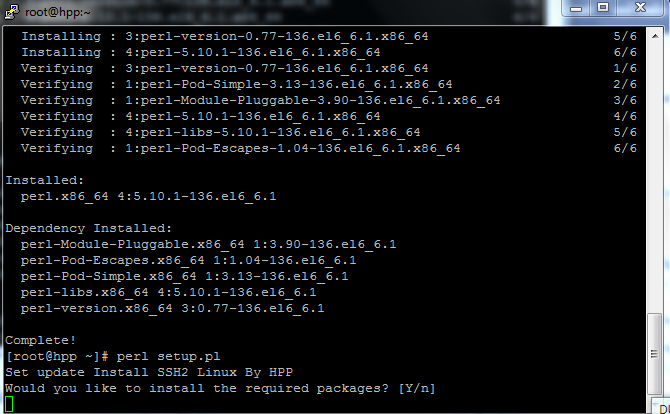 root@hpp:~
Installing : 3:perl-version-0.77-136.el6_6.1.x86_64 5/6
Installing : 4:perl-5.10.1-136.el6_6.1.x86_64 6/6
Verifying : 3:perl-version-0.77-136.el6_6.1.x86_64 1/6
Verifying : 1:perl-Pod-Simple-3.13-136.el6_6.1.x86_64 2/6
Verifying : 1:perl-Module-Pluggable-3.90-136.el6_6.1.x86_64 3/6
Verifying : 4:perl-5.10.1-136.el6_6.1.x86_64 4/6
Verifying : 4:perl-libs-5.10.1-136.el6_6.1.x86_64 5/6
Verifying : 1:perl-Pod-Escapes-1.04-136.el6_6.1.x86_64 6/6
Installed:
perl.x86_64 4:5.10.1-136.el6_6.1
Dependency Installed:
perl-Module-Pluggable.x86_64 1:3.90-136.el6_6.1
perl-Pod-Escapes.x86_64 1:1.04-136.el6_6.1
perl-Pod-Simple.x86_64 1:3.13-136.el6_6.1
perl-libs.x86_64 4:5.10.1-136.el6_6.1
perl-version.x86_64 3:0.77-136.el6_6.1
Complete!
[root@hpp ~]# perl setup.pl
Set update Install SSH2 Linux By HPP
Would you like to install the required packages? [Y/n]